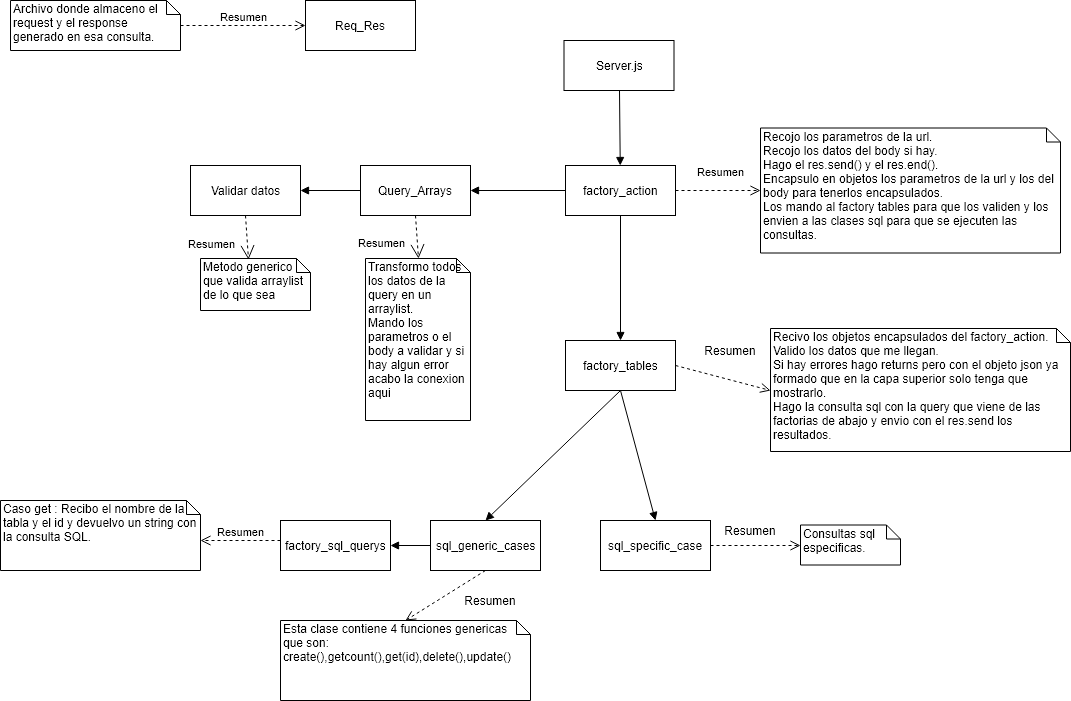 Archivo donde almaceno el
request y el response
generado en esa consulta.
Resumen
Req_Res
Server.js
Recojo los parametros de la url.
Recojo los datos del body si hay.
Hago el res.send() y el res.end().
Encapsulo en objetos los parametros de la url y los del
body para tenerlos encapsulados.
Los mando al factory tables para que los validen y los
envien a las clases sql para que se ejecuten las
consultas.
Resumen
Validar datos
Query_Arrays
factory_action
Resumen
Resumen
Metodo generico
que valida arraylist
de lo que sea
Transformo todos
los datos de la
query en un
arraylist.
Mando los
parametros o el
body a validar y si
hay algun error
acabo la conexion
aqui
factory_tables
Resumen
Recivo los objetos encapsulados del factory_action.
Valido los datos que me llegan.
Si hay errores hago returns pero con el objeto json ya
formado que en la capa superior solo tenga que
mostrarlo.
Hago la consulta sql con la query que viene de las
factorias de abajo y envio con el res.send los
resultados.
Caso get : Recibo el nombre de la
tabla y el id y devuelvo un string con
la consulta SQL.
Resumen
factory_sql_querys
sql_generic_cases
sql_specific_case
Resumen
Consultas sql
especificas.
Resumen
Esta clase contiene 4 funciones genericas
que son:
create(),getcount(),get(id),delete(),update()